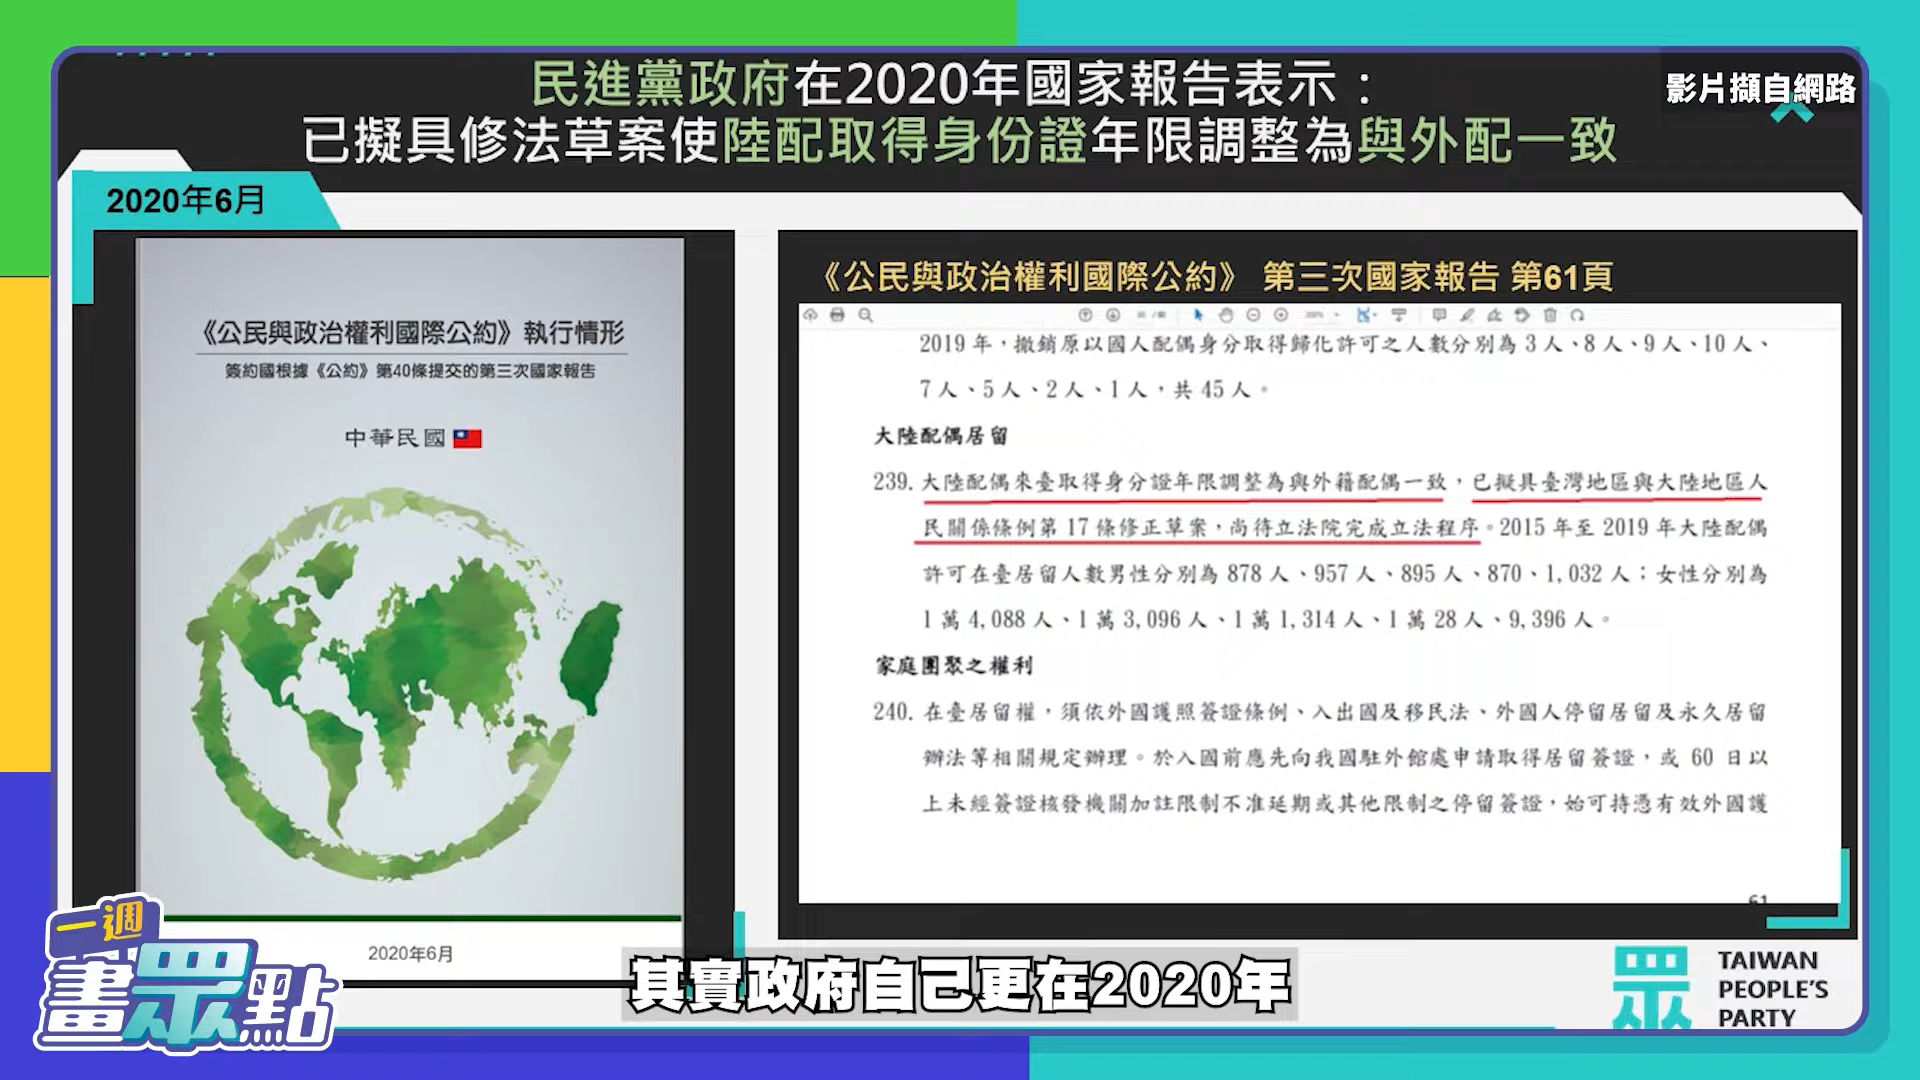 民進黨政府在2020年國家報告表示：
已擬具修法草案使陸配取得身份證年限調整為與外配一致
影片擷自網路
2020年6月
《公民與政治權利國際公約》執行情形
簽約國根據《公約》第40條提交的第三次國家報告
中華民國
2020年6月
《公民與政治權利國際公約》 第三次國家報告 第61頁
2019 年，撤銷原以國人配偶身分取得歸化許可之人數分別為 3 人、8 人、9 人、10 人、
7 人、5 人、2 人、1 人，共 45 人。
大陸配偶居留
239. 大陸配偶來臺取得身分證年限調整為與外籍配偶一致，已擬具臺灣地區與大陸地區人
民關係條例第 17 條修正草案，尚待立法院完成立法程序。2015 年至 2019 年大陸配偶
許可在臺居留人數男性分別為 878 人、957 人、895 人、870、1,032 人；女性分別為
1 萬 4,088 人、1 萬 3,096 人、1 萬 1,314 人、1 萬 28 人、9,396 人。
家庭團聚之權利
240. 在臺居留權，須依外國護照簽證條例、入出國及移民法、外國人停留居留及永久居留
辦法等相關規定辦理。於入國前應先向我國駐外館處申請取得居留簽證，或 60 日以
上未經簽證核發機關加註限制不准延期或其他限制之停留簽證，始可持憑有效外國護
61
一週
畫眾點
其實政府自己更在2020年
眾
TAIWAN
PEOPLE'S
PARTY